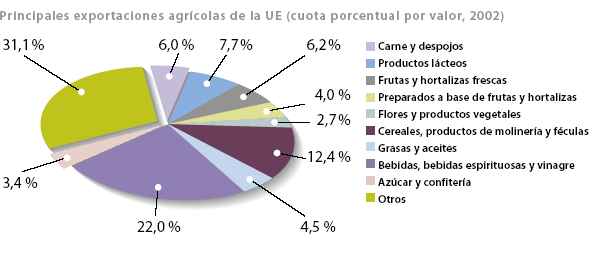 Principales exportaciones agrícolas de la UE (cuota porcentual por valor, 2002)
31,1 %
6,0 %
7,7 %
6,2 %
4,0 %
2,7 %
12,4 %
4,5 %
22,0 %
3,4 %
Carne y despojos
Productos lácteos
Frutas y hortalizas frescas
Preparados a base de frutas y hortalizas
Flores y productos vegetales
Cereales, productos de molinería y féculas
Grasas y aceites
Bebidas, bebidas espirituosas y vinagre
Azúcar y confitería
Otros